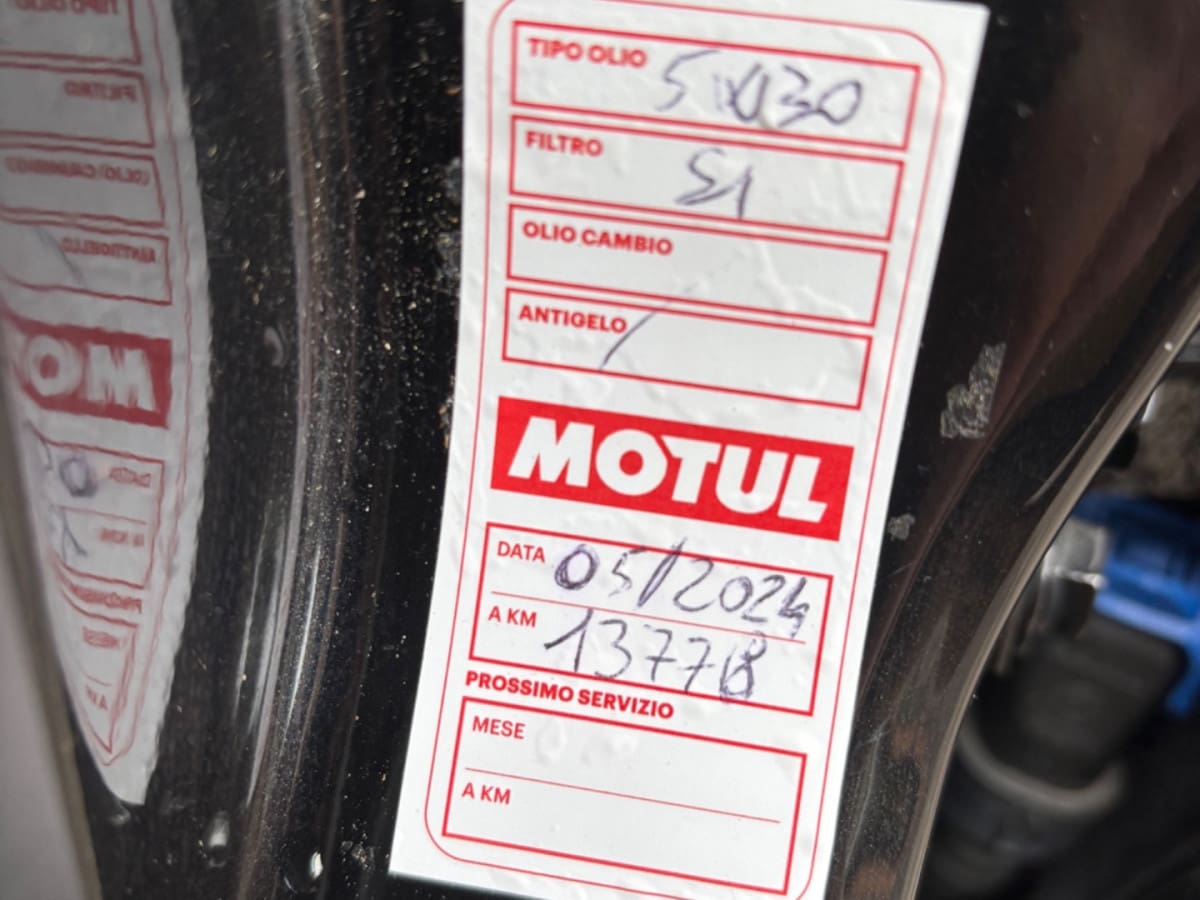 TIPO OLIO 5W30
FILTRO SI
OLIO CAMBIO
ANTIGELO /
MOTUL
DATA 05/2024
A KM 13778
PROSSIMO SERVIZIO
MESE
A KM